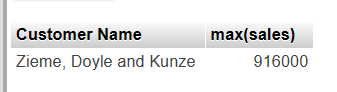 Customer Name max(sales)
Zieme, Doyle and Kunze 916000